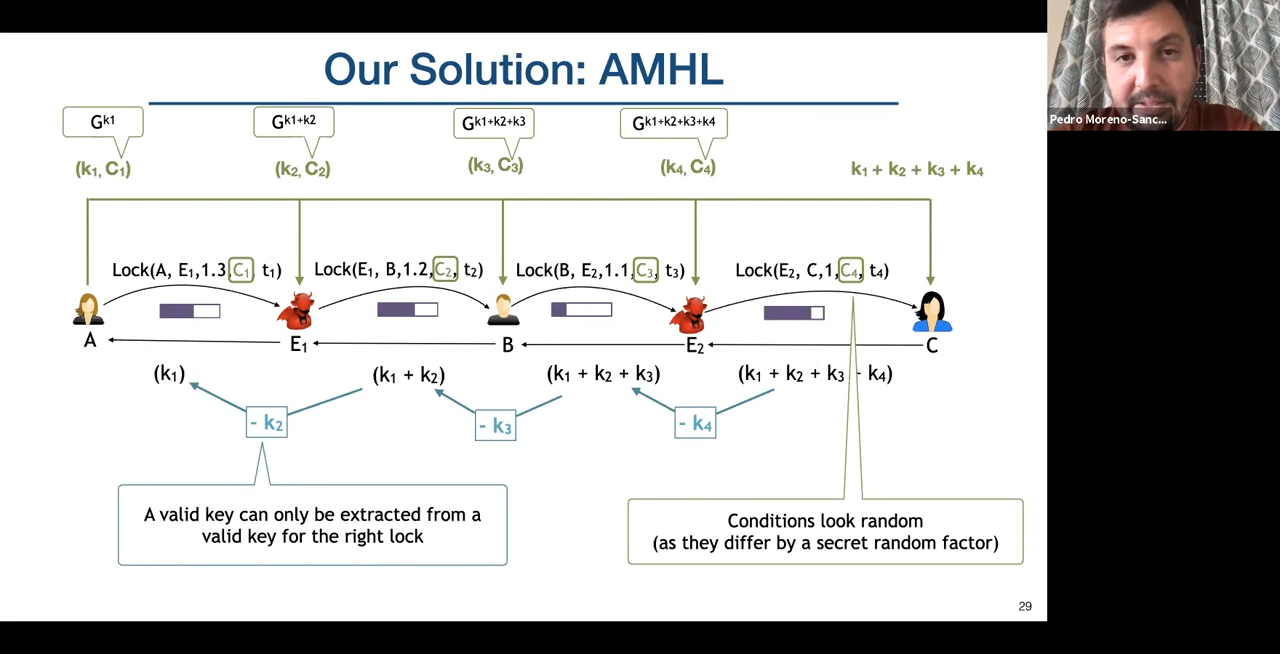 Our Solution: AMHL
Gk1
Gk1+k2
Gk1+k2+k3
Gk1+k2+k3+k4
Pedro Moreno-Sanc...
(k1, C1)
(k2, C2)
(k3, C3)
(k4, C4)
k1 + k2 + k3 + k4
Lock(A, E1,1.3,C1, t1)
Lock(E1, B,1.2,C2, t2)
Lock(B, E2,1.1,C3, t3)
Lock(E2, C,1,C4, t4)
A
E1
B
E2
C
(k1)
(k1 + k2)
(k1 + k2 + k3)
(k1 + k2 + k3 + k4)
- k2
- k3
- k4
A valid key can only be extracted from a
valid key for the right lock
Conditions look random
(as they differ by a secret random factor)
29